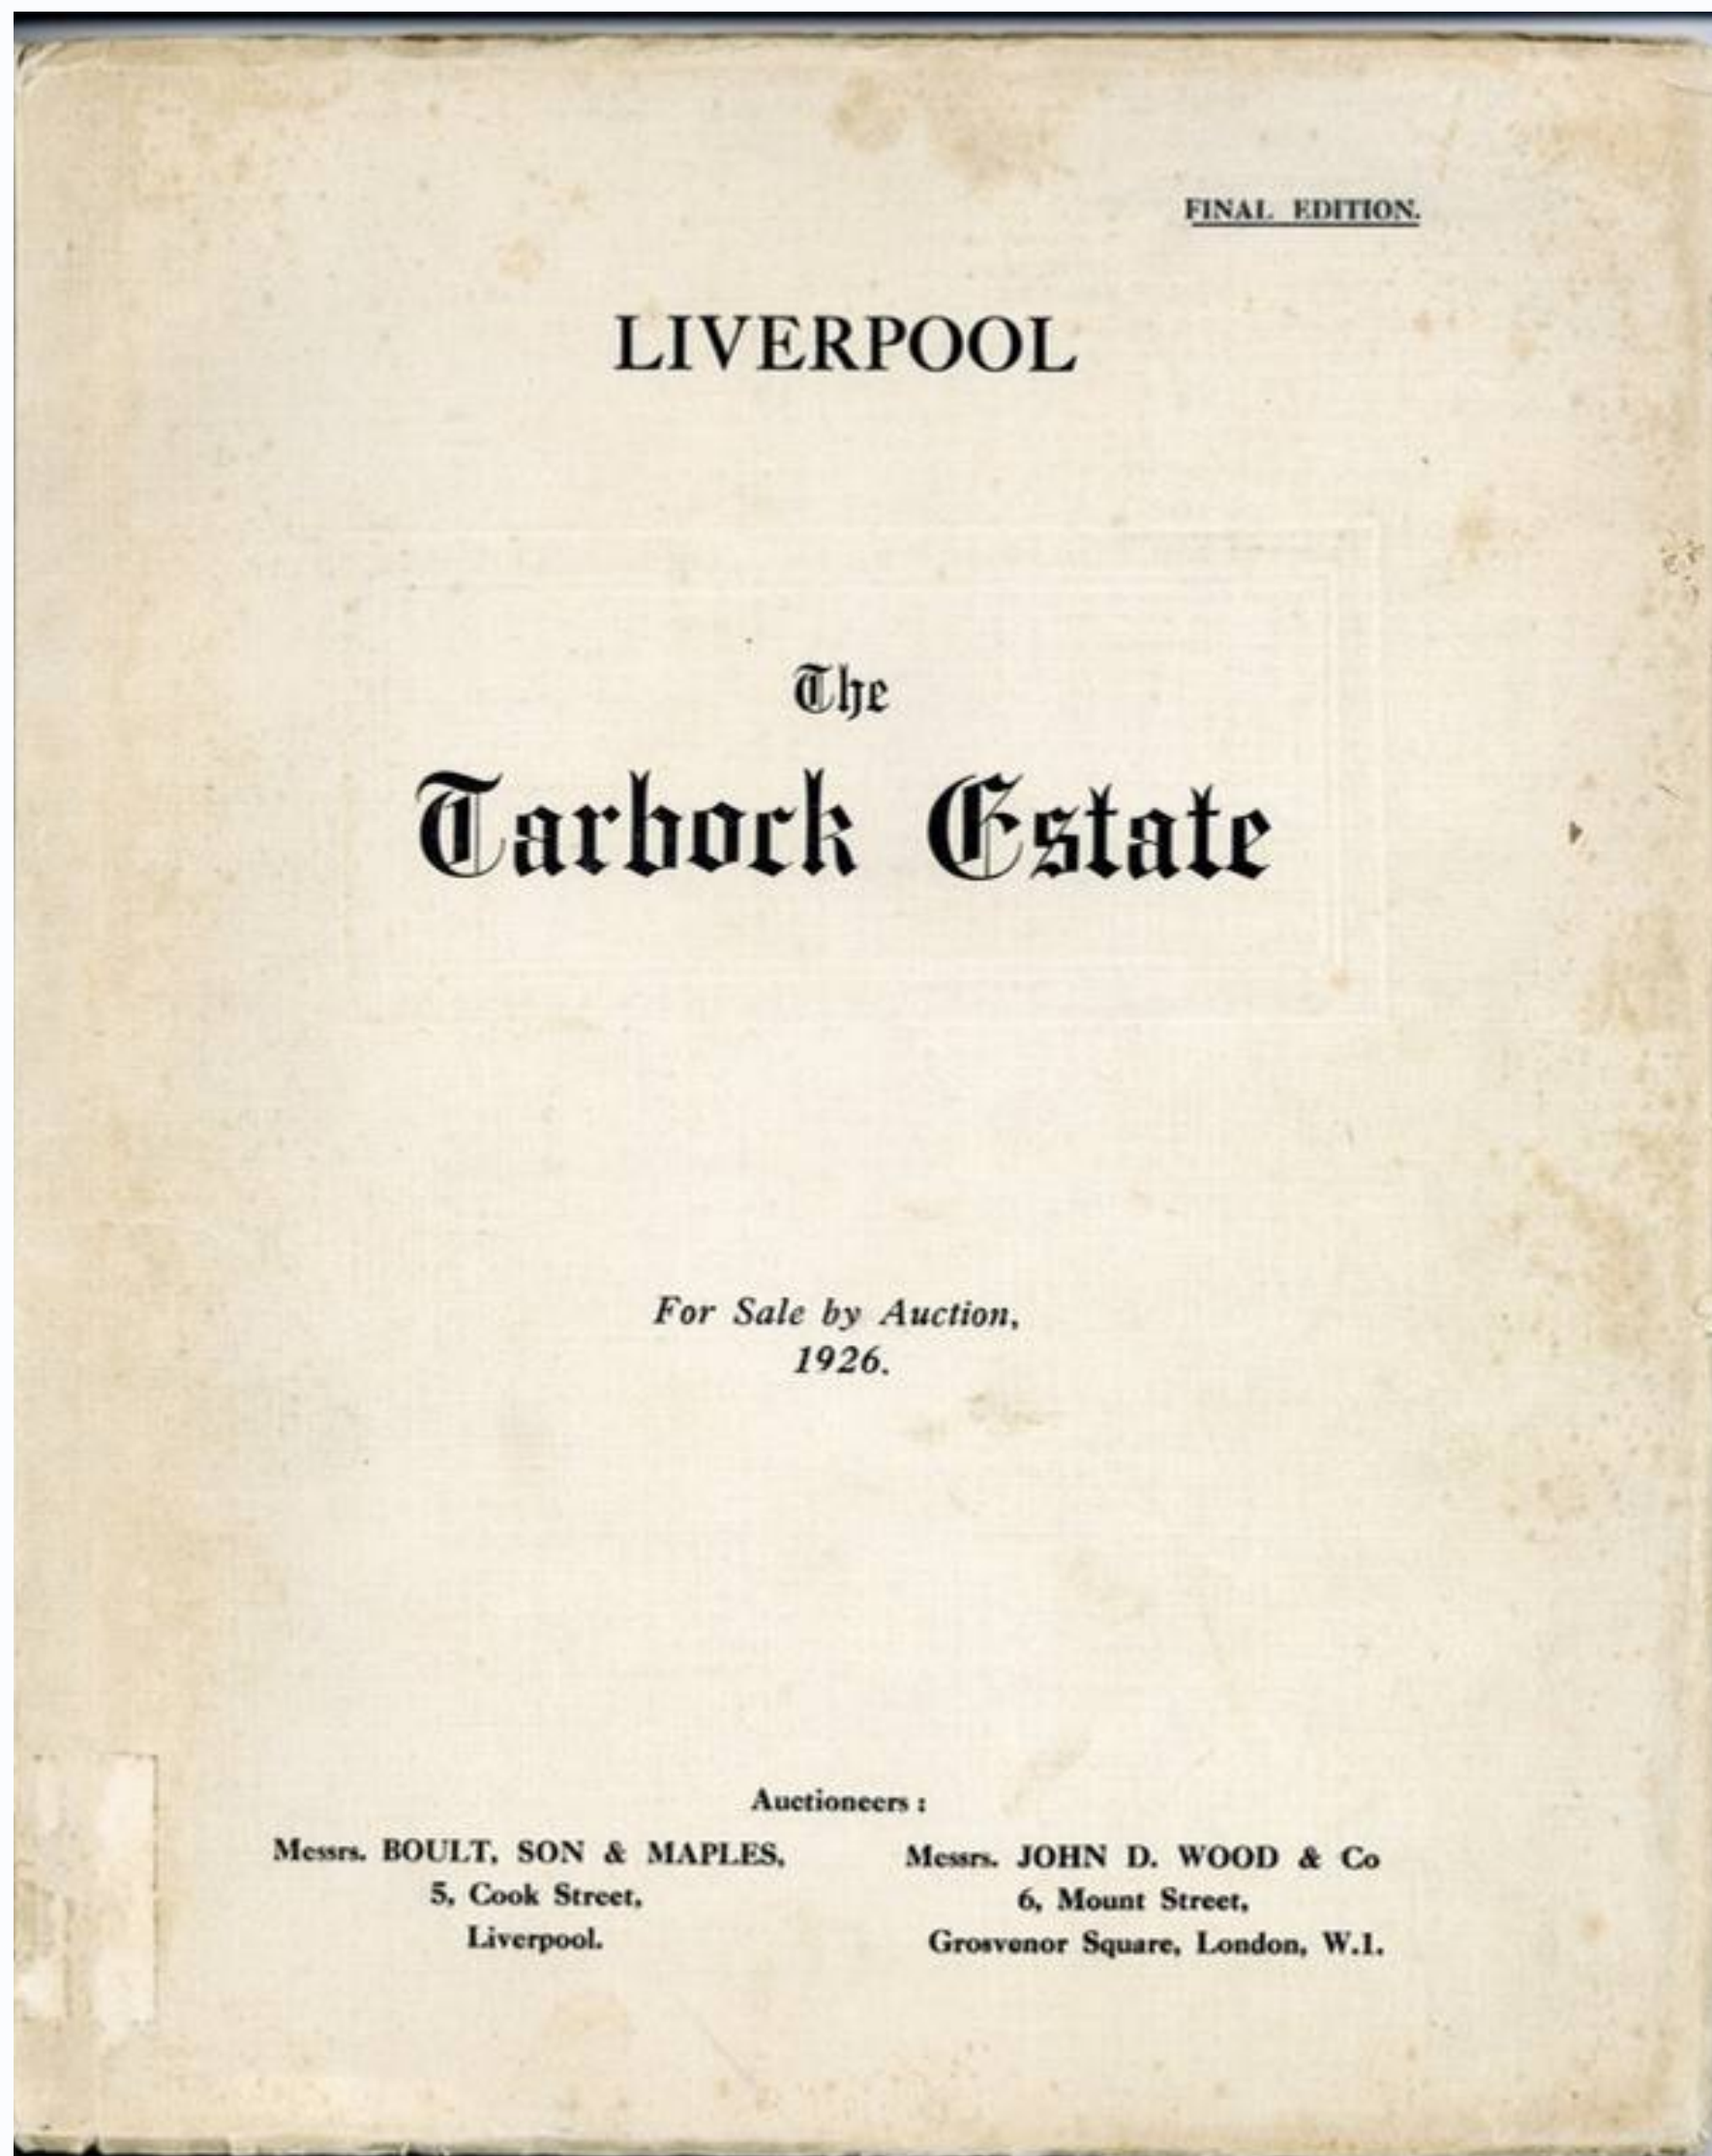 FINAL EDITION.
LIVERPOOL
The
Tarbock Estate
For Sale by Auction,
1926.
Auctioneers :
Messrs. BOULT, SON & MAPLES,
5, Cook Street,
Liverpool.
Messrs. JOHN D. WOOD & Co
6, Mount Street,
Grosvenor Square, London, W.1.